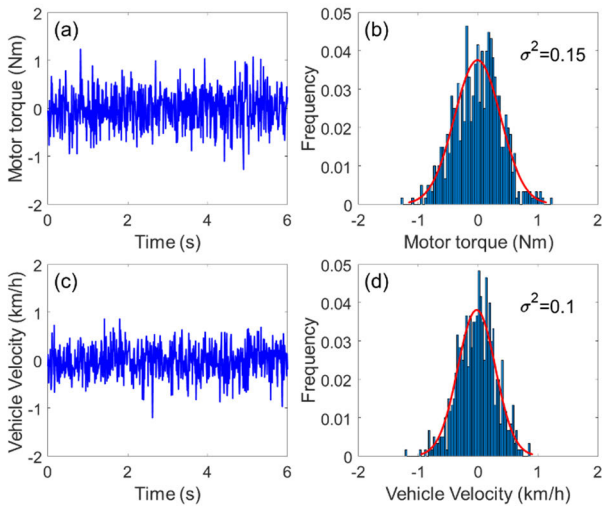 (a)
Motor torque (Nm)
2
1
0
-1
-2
0
2
4
6
Time (s)
(b)
Frequency
0.05
0.04
0.03
0.02
0.01
0
σ²=0.15
-2
-1
0
1
2
Motor torque (Nm)
(c)
Vehicle Velocity (km/h)
2
1
0
-1
-2
0
2
4
6
Time (s)
(d)
Frequency
0.05
0.04
0.03
0.02
0.01
0
σ²=0.1
-2
-1
0
1
2
Vehicle Velocity (km/h)